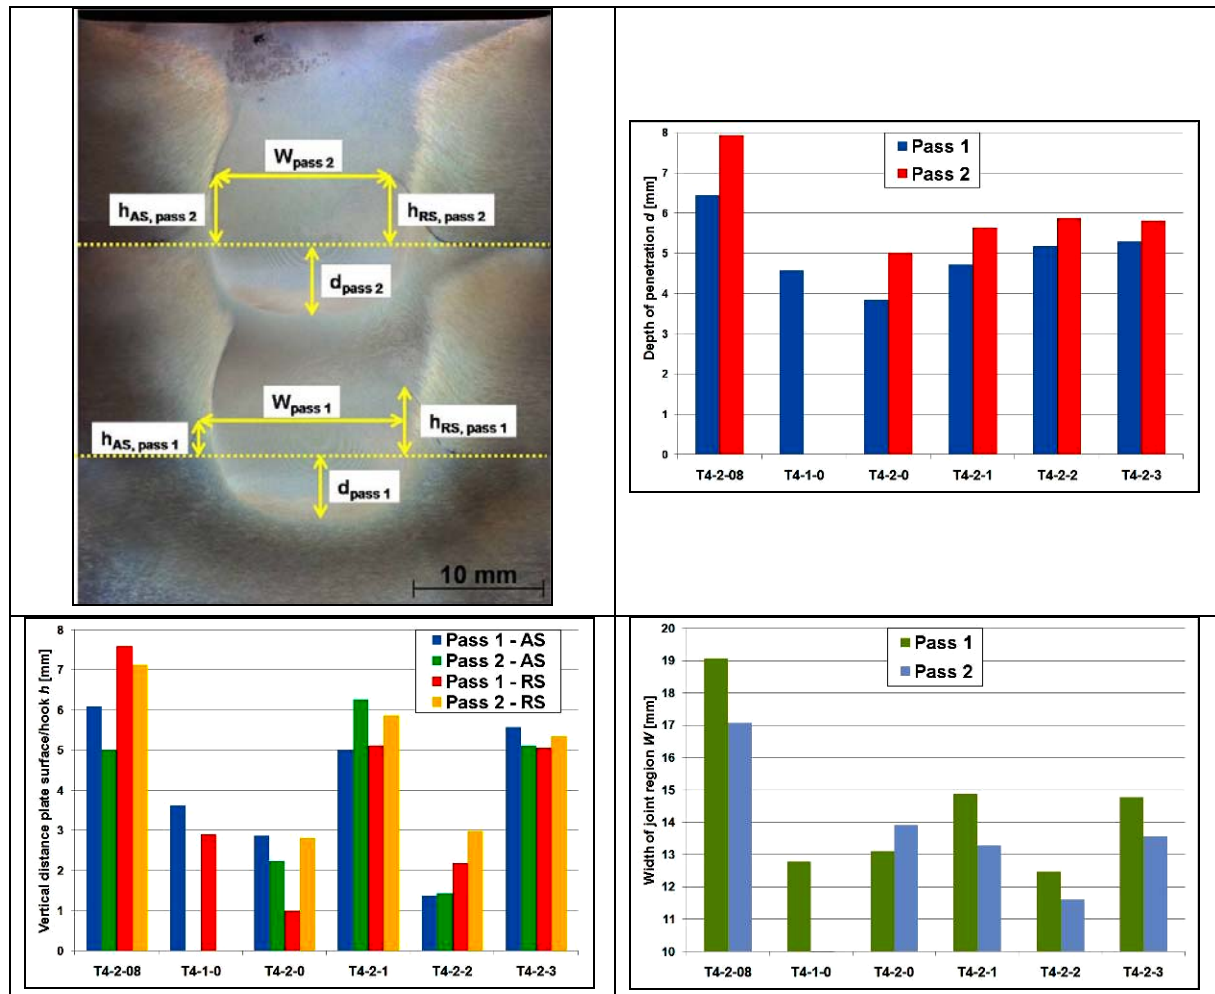 W pass 2
h AS, pass 2
h RS, pass 2
d pass 2
W pass 1
h RS, pass 1
h AS, pass 1
d pass 1
10 mm
Pass 1
Pass 2
Depth of penetration d [mm]
8
7
6
5
4
3
2
1
0
T4-2-08 T4-1-0 T4-2-0 T4-2-1 T4-2-2 T4-2-3
Pass 1 - AS
Pass 2 - AS
Pass 1 - RS
Pass 2 - RS
Vertical distance plate surface/hook h [mm]
8
7
6
5
4
3
2
1
0
T4-2-08 T4-1-0 T4-2-0 T4-2-1 T4-2-2 T4-2-3
Pass 1
Pass 2
Width of joint region W [mm]
20
19
18
17
16
15
14
13
12
11
10
T4-2-08 T4-1-0 T4-2-0 T4-2-1 T4-2-2 T4-2-3